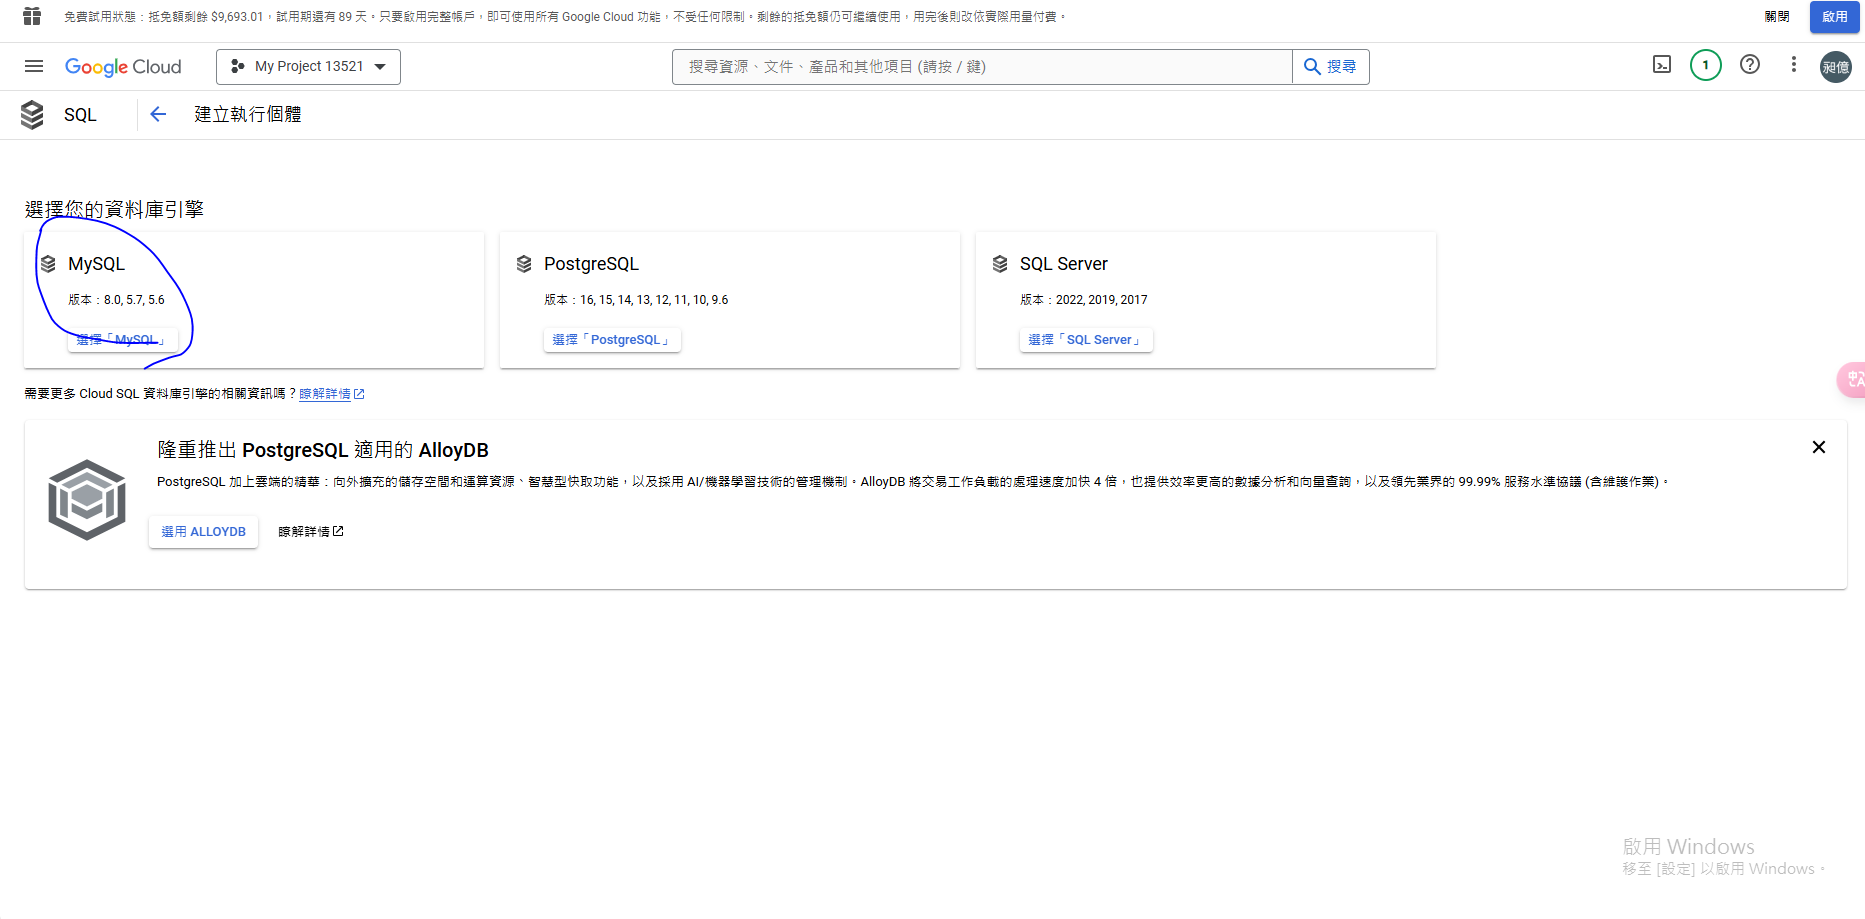 免費試用狀態：抵免額剩餘 $9,693.01，試用期還有 89 天。只要啟用完整帳戶，即可使用所有 Google Cloud 功能，不受任何限制。剩餘的抵免額仍可繼續使用，用完後則改依實際用量付費。
關閉
啟用
Google Cloud
My Project 13521
搜尋資源、文件、產品和其他項目 (請按 / 鍵)
搜尋
1
昶億
SQL
建立執行個體
選擇您的資料庫引擎
MySQL
版本：8.0, 5.7, 5.6
選擇「MySQL」
PostgreSQL
版本：16, 15, 14, 13, 12, 11, 10, 9.6
選擇「PostgreSQL」
SQL Server
版本：2022, 2019, 2017
選擇「SQL Server」
需要更多 Cloud SQL 資料庫引擎的相關資訊嗎？瞭解詳情
中
A
隆重推出 PostgreSQL 適用的 AlloyDB
PostgreSQL 加上雲端的精華：向外擴充的儲存空間和運算資源、智慧型快取功能，以及採用 AI/機器學習技術的管理機制。AlloyDB 將交易工作負載的處理速度加快 4 倍，也提供效率更高的數據分析和向量查詢，以及領先業界的 99.99% 服務水準協議 (含維護作業)。
選用 ALLOYDB
瞭解詳情
啟用 Windows
移至 [設定] 以啟用 Windows。